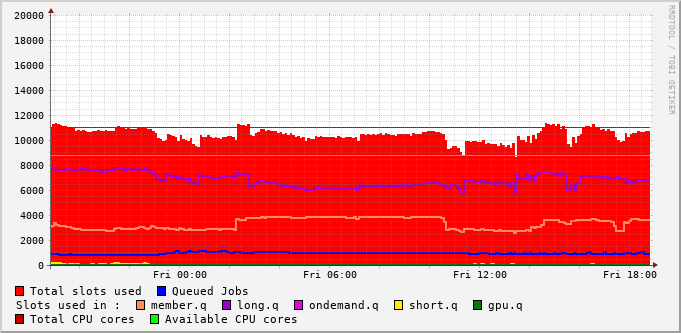 RRDTOOL / TOBI OETIKER
20000
18000
16000
14000
12000
10000
8000
6000
4000
2000
0
Fri 00:00 Fri 06:00 Fri 12:00 Fri 18:00
Total slots used Queued Jobs
Slots used in : member.q long.q ondemand.q short.q gpu.q
Total CPU cores Available CPU cores